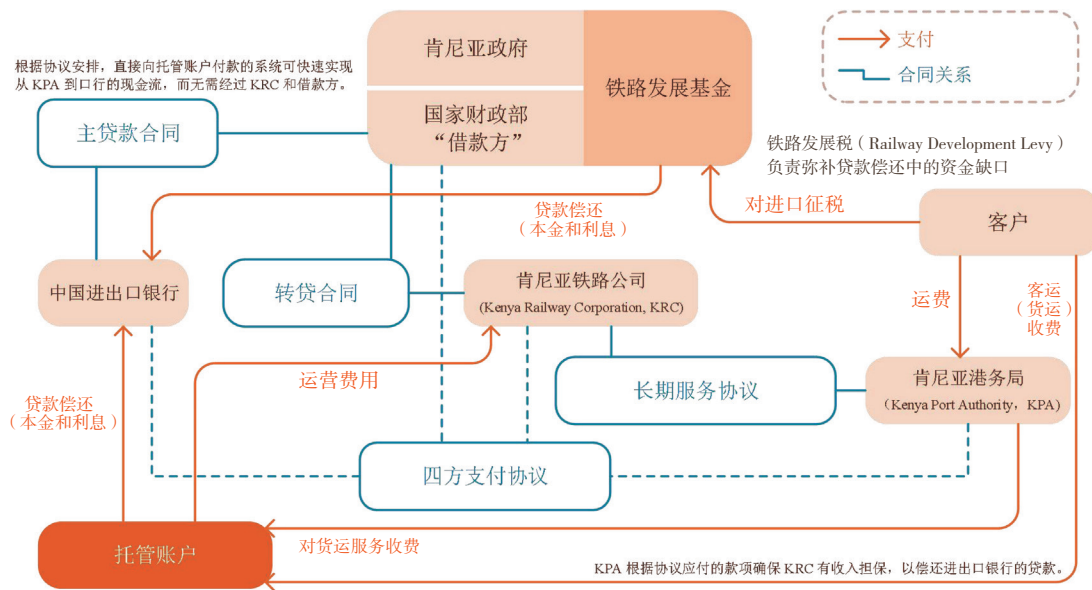 支付
合同关系
肯尼亚政府
国家财政部
“借款方”
铁路发展基金
根据协议安排，直接向托管账户付款的系统可快速实现
从 KPA 到口行的现金流，而无需经过 KRC 和借款方。
主贷款合同
铁路发展税（Railway Development Levy）
负责弥补贷款偿还中的资金缺口
贷款偿还
（本金和利息）
对进口征税
客户
中国进出口银行
转贷合同
肯尼亚铁路公司
(Kenya Railway Corporation, KRC)
运费
客运
（货运）
收费
运营费用
长期服务协议
肯尼亚港务局
（Kenya Port Authority，KPA)
贷款偿还
（本金和利息）
四方支付协议
托管账户
对货运服务收费
KPA 根据协议应付的款项确保 KRC 有收入担保，以偿还进出口银行的贷款。